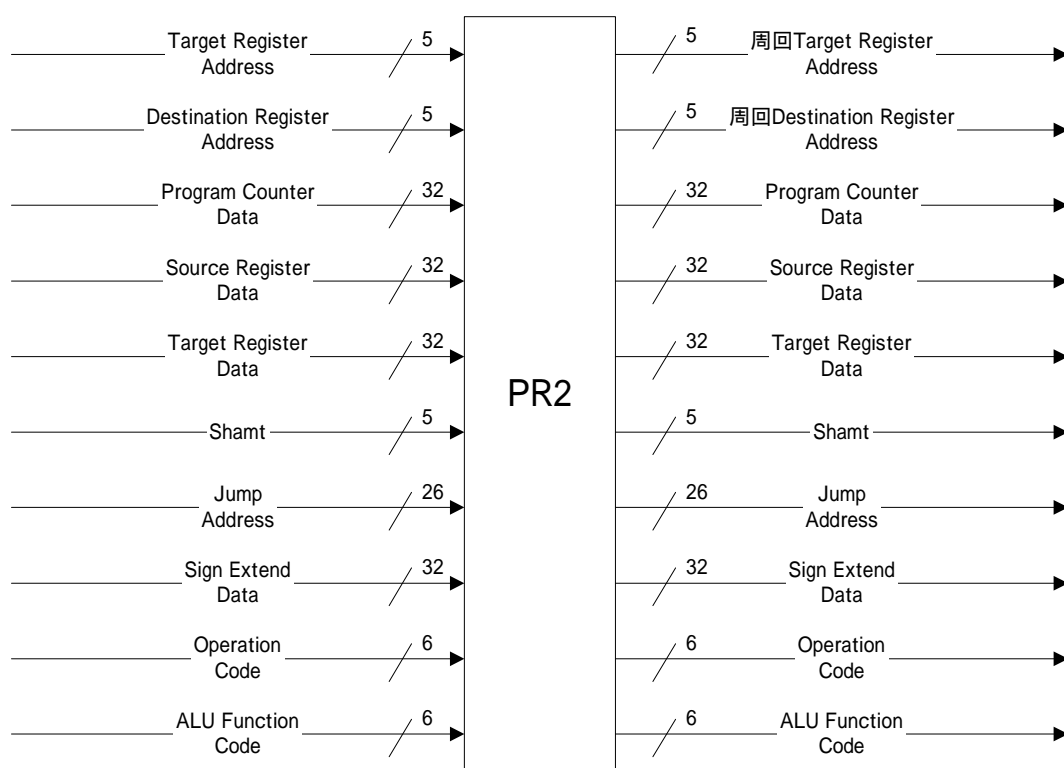 Target Register
Address
5
Destination Register
Address
5
Program Counter
Data
32
Source Register
Data
32
Target Register
Data
32
Shamt
5
Jump
Address
26
Sign Extend
Data
32
Operation
Code
6
ALU Function
Code
6
PR2
5
周回Target Register
Address
5
周回Destination Register
Address
32
Program Counter
Data
32
Source Register
Data
32
Target Register
Data
5
Shamt
26
Jump
Address
32
Sign Extend
Data
6
Operation
Code
6
ALU Function
Code